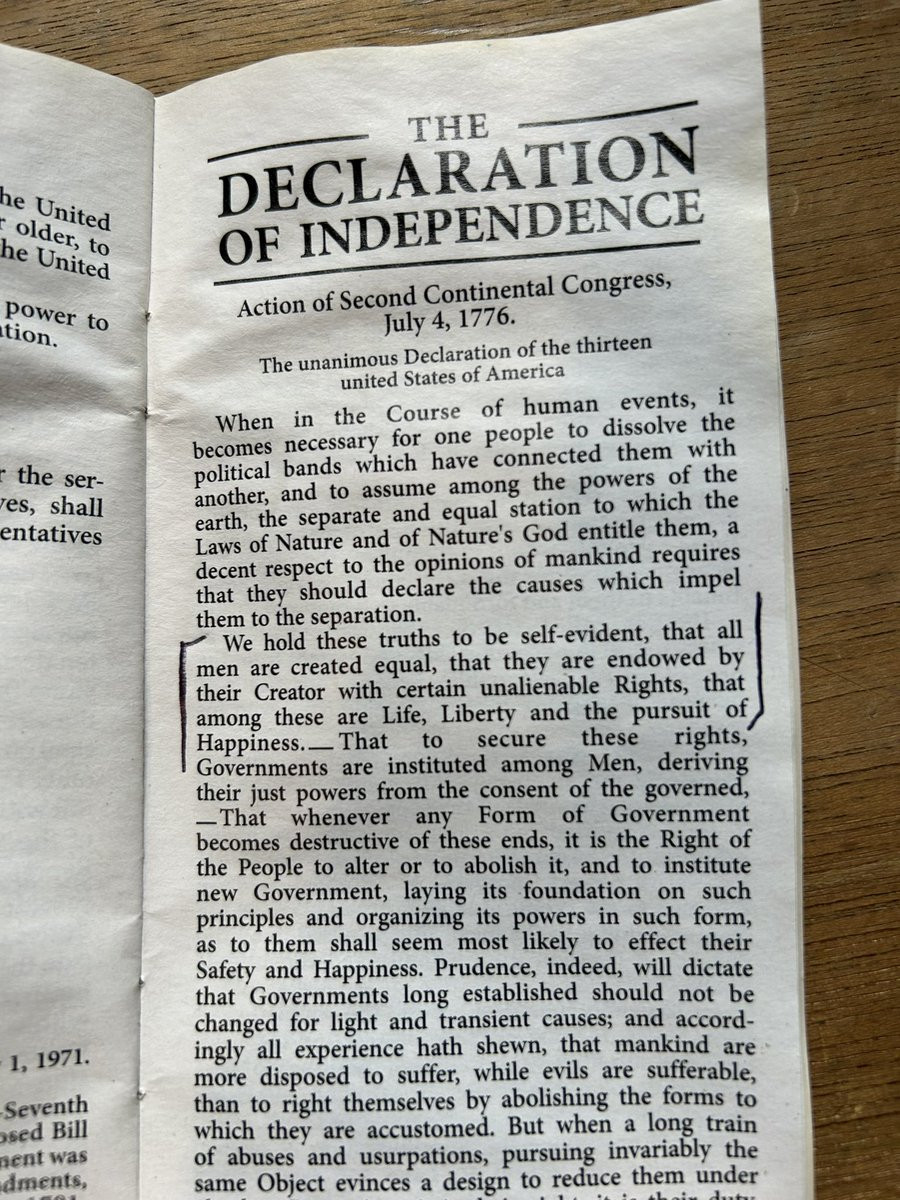 he United
r older, to
he United
power to
tion.
r the ser-
ves, shall
entatives
1, 1971.
-Seventh
osed Bill
nent was
dments,
THE
DECLARATION
OF INDEPENDENCE
Action of Second Continental Congress,
July 4, 1776.
The unanimous Declaration of the thirteen
united States of America
When in the Course of human events, it
becomes necessary for one people to dissolve the
political bands which have connected them with
another, and to assume among the powers of the
earth, the separate and equal station to which the
Laws of Nature and of Nature's God entitle them, a
decent respect to the opinions of mankind requires
that they should declare the causes which impel
them to the separation.
We hold these truths to be self-evident, that all
men are created equal, that they are endowed by
their Creator with certain unalienable Rights, that
among these are Life, Liberty and the pursuit of
Happiness.—That to secure these rights,
Governments are instituted among Men, deriving
their just powers from the consent of the governed,
—That whenever any Form of Government
becomes destructive of these ends, it is the Right of
the People to alter or to abolish it, and to institute
new Government, laying its foundation on such
principles and organizing its powers in such form,
as to them shall seem most likely to effect their
Safety and Happiness. Prudence, indeed, will dictate
that Governments long established should not be
changed for light and transient causes; and accord-
ingly all experience hath shewn, that mankind are
more disposed to suffer, while evils are sufferable,
than to right themselves by abolishing the forms to
which they are accustomed. But when a long train
of abuses and usurpations, pursuing invariably the
same Object evinces a design to reduce them under